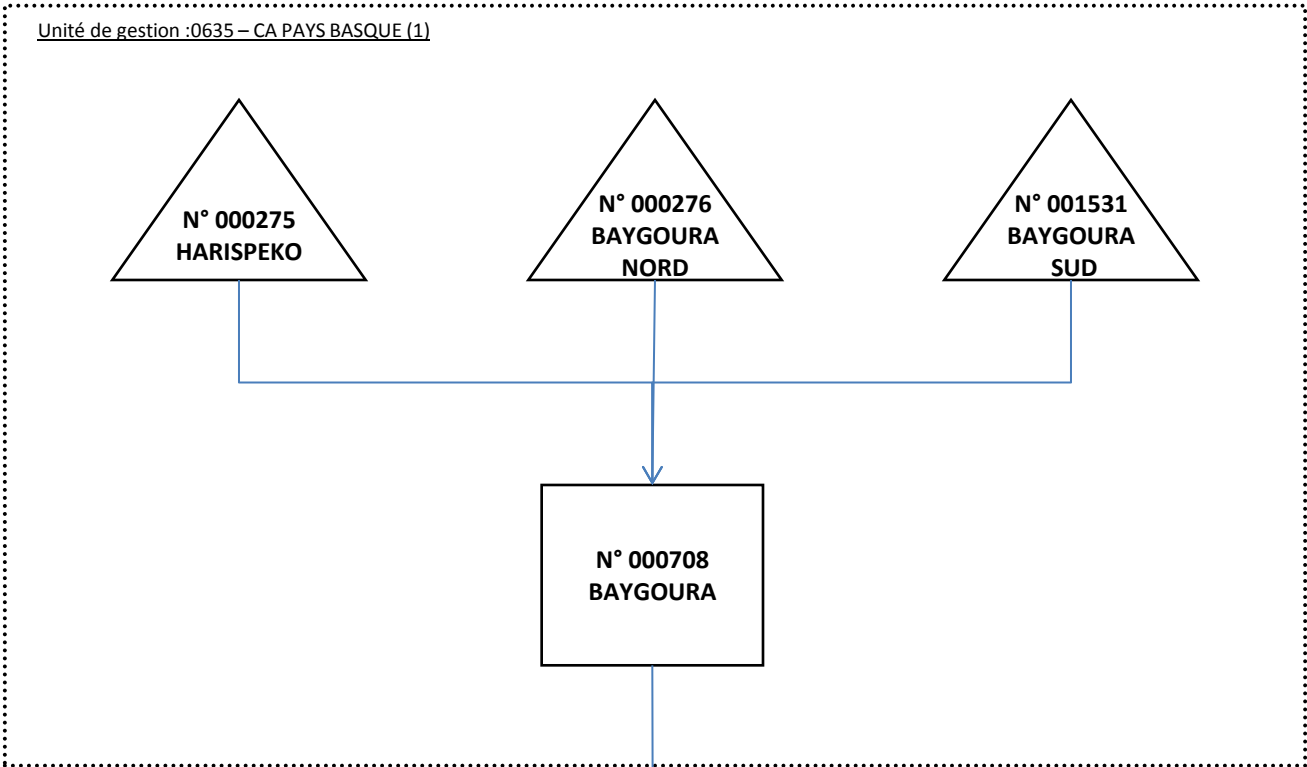 Unité de gestion :0635 – CA PAYS BASQUE (1)
N° 000275
HARISPEKO
N° 000276
BAYGOURA
NORD
N° 001531
BAYGOURA
SUD
N° 000708
BAYGOURA